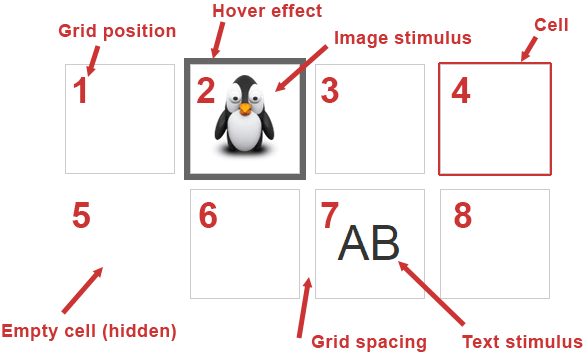 Hover effect
Cell
Grid position
Image stimulus
1
2
3
4
5
6
7
8
AB
Empty cell (hidden)
Grid spacing
Text stimulus